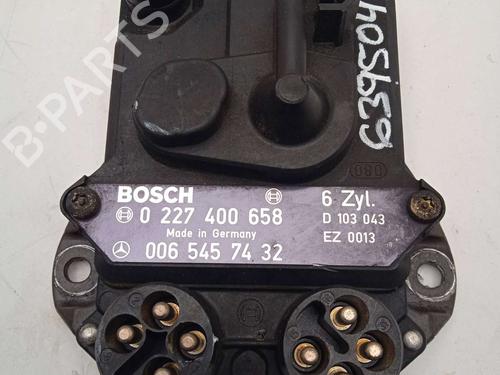 B-PARTS
639504
080
BOSCH
6 Zyl.
0 227 400 658
D 103 043
Made in Germany
EZ 0013
006 545 74 32